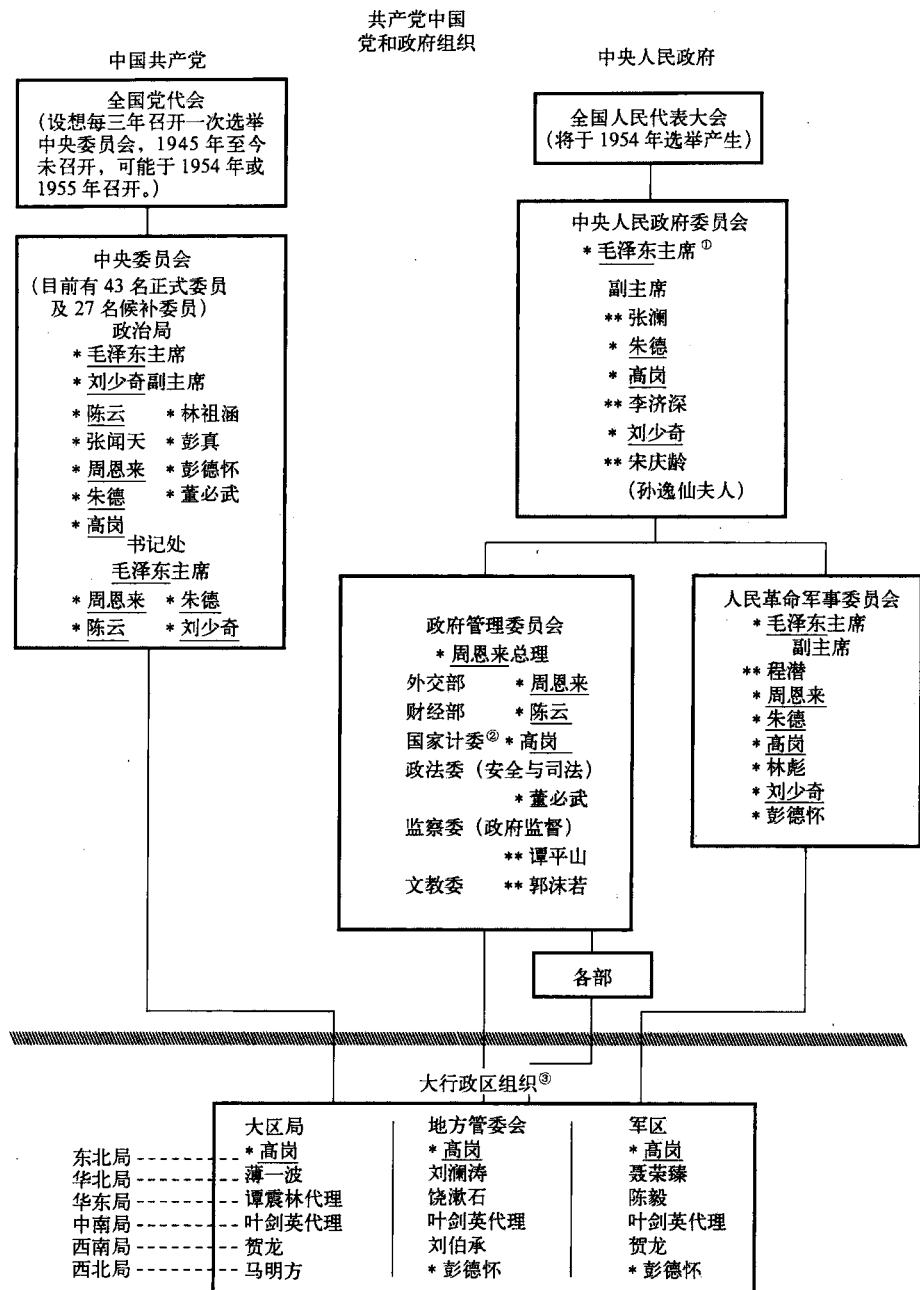 共产党中国
党和政府组织
中国共产党
全国党代会
(设想每三年召开一次选举
中央委员会，1945 年至今
未召开，可能于 1954 年或
1955 年召开。)
中央委员会
(目前有 43 名正式委员
及 27 名候补委员)
政治局
* 毛泽东主席
* 刘少奇副主席
* 陈云 * 林祖涵
* 张闻天 * 彭真
* 周恩来 * 彭德怀
* 朱德 * 董必武
* 高岗
书记处
毛泽东主席
* 周恩来 * 朱德
* 陈云 * 刘少奇
中央人民政府
全国人民代表大会
(将于 1954 年选举产生)
中央人民政府委员会
* 毛泽东主席①
副主席
** 张澜
* 朱德
* 高岗
** 李济深
* 刘少奇
** 宋庆龄
(孙逸仙夫人)
政府管理委员会
* 周恩来总理
外交部 * 周恩来
财经部 * 陈云
国家计委② * 高岗
政法委（安全与司法）
* 董必武
监察委（政府监督）
** 谭平山
文教委 ** 郭沫若
人民革命军事委员会
* 毛泽东主席
副主席
** 程潜
* 周恩来
* 朱德
* 高岗
* 林彪
* 刘少奇
* 彭德怀
各部
大行政区组织③
大区局 地方管委会 军区
东北局 * 高岗 * 高岗 * 高岗
华北局 薄一波 刘澜涛 聂荣臻
华东局 谭震林代理 饶漱石 陈毅
中南局 叶剑英代理 叶剑英代理 叶剑英代理
西南局 贺龙 刘伯承 贺龙
西北局 马明方 * 彭德怀 * 彭德怀